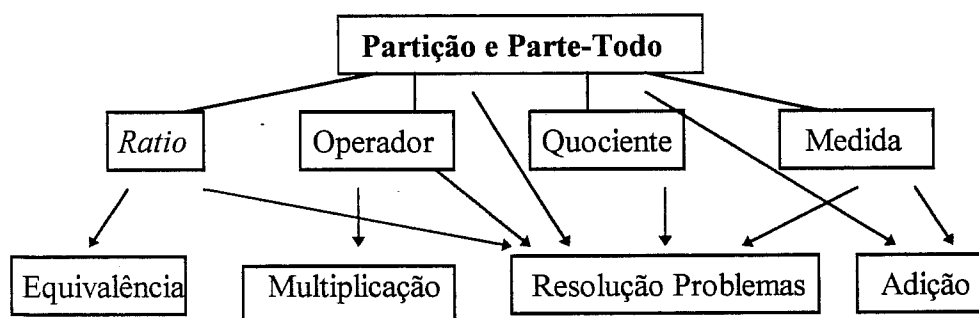 Partição e Parte-Todo
Ratio
Operador
Quociente
Medida
Equivalência
Multiplicação
Resolução Problemas
Adição